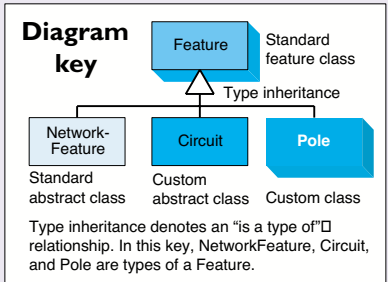 Diagram
key
Feature
Standard
feature class
Type inheritance
Network-
Feature
Circuit
Pole
Standard
abstract class
Custom
abstract class
Custom class
Type inheritance denotes an “is a type of”□
relationship. In this key, NetworkFeature, Circuit,
and Pole are types of a Feature.